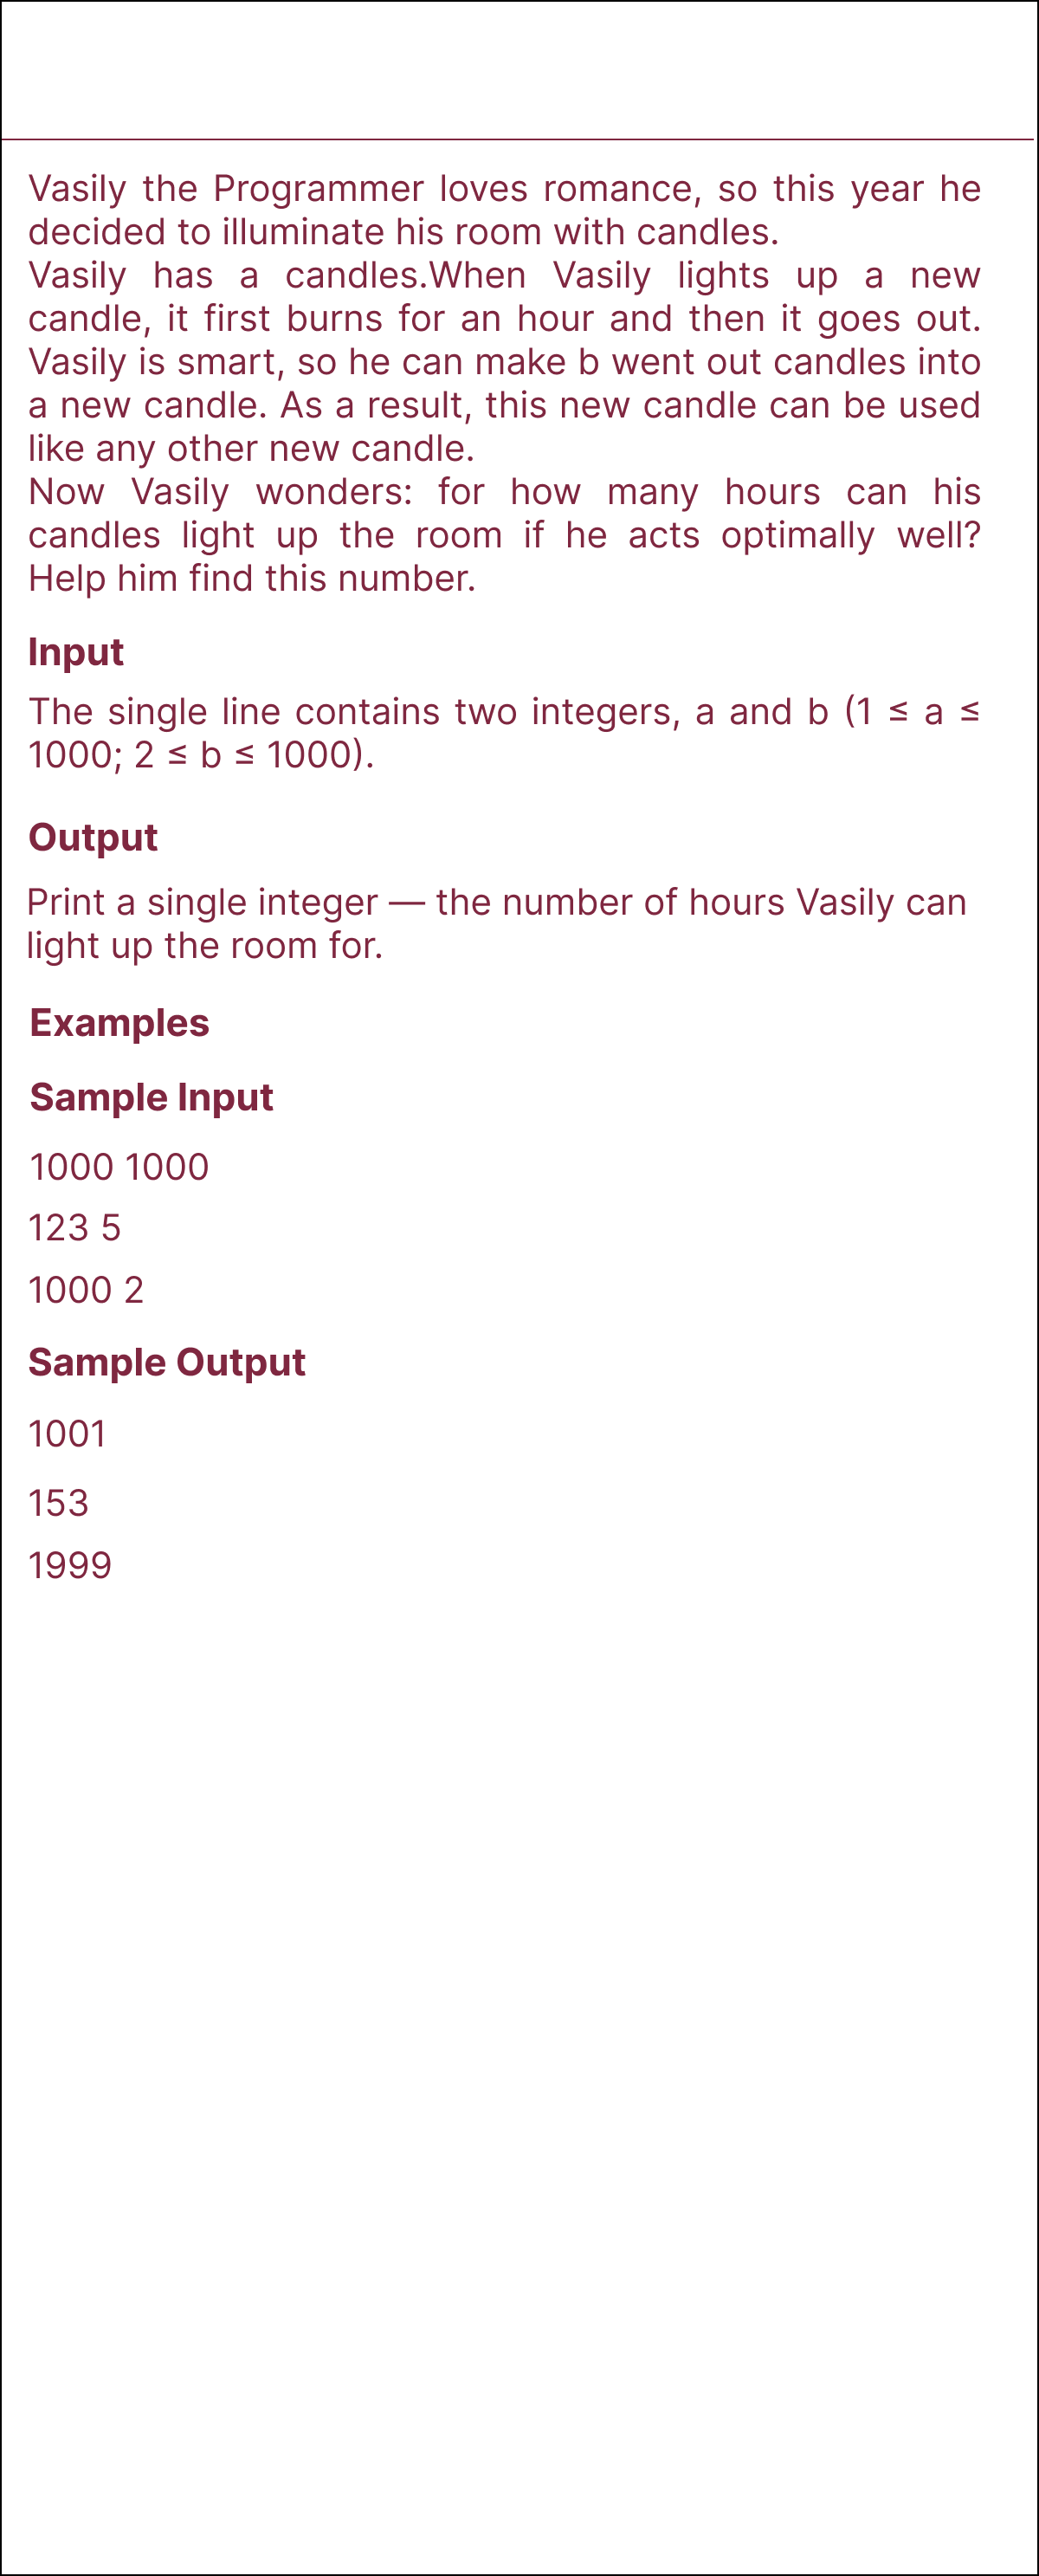 Vasily the Programmer loves romance, so this year he
decided to illuminate his room with candles.
Vasily has a candles.When Vasily lights up a new
candle, it first burns for an hour and then it goes out.
Vasily is smart, so he can make b went out candles into
a new candle. As a result, this new candle can be used
like any other new candle.
Now Vasily wonders: for how many hours can his
candles light up the room if he acts optimally well?
Help him find this number.
Input
The single line contains two integers, a and b (1 ≤ a ≤
1000; 2 ≤ b ≤ 1000).
Output
Print a single integer — the number of hours Vasily can
light up the room for.
Examples
Sample Input
1000 1000
123 5
1000 2
Sample Output
1001
153
1999